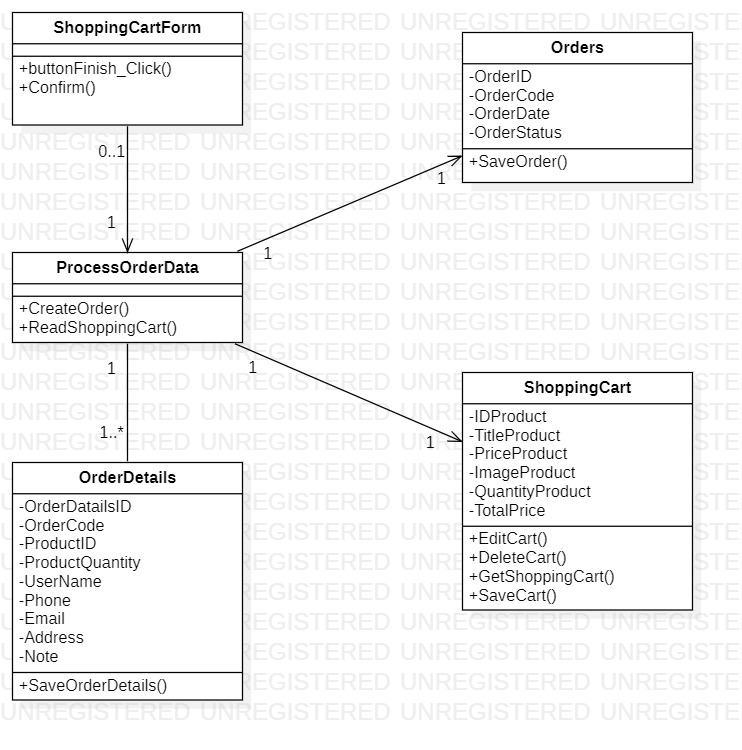 ShoppingCartForm
+buttonFinish_Click()
+Confirm()
Orders
-OrderID
-OrderCode
-OrderDate
-OrderStatus
+SaveOrder()
0..1
1
1
1
ProcessOrderData
+CreateOrder()
+ReadShoppingCart()
1
1
1..*
1
ShoppingCart
-IDProduct
-TitleProduct
-PriceProduct
-ImageProduct
-QuantityProduct
-TotalPrice
+EditCart()
+DeleteCart()
+GetShoppingCart()
+SaveCart()
OrderDetails
-OrderDatailsID
-OrderCode
-ProductID
-ProductQuantity
-UserName
-Phone
-Email
-Address
-Note
+SaveOrderDetails()
UNREGISTERED